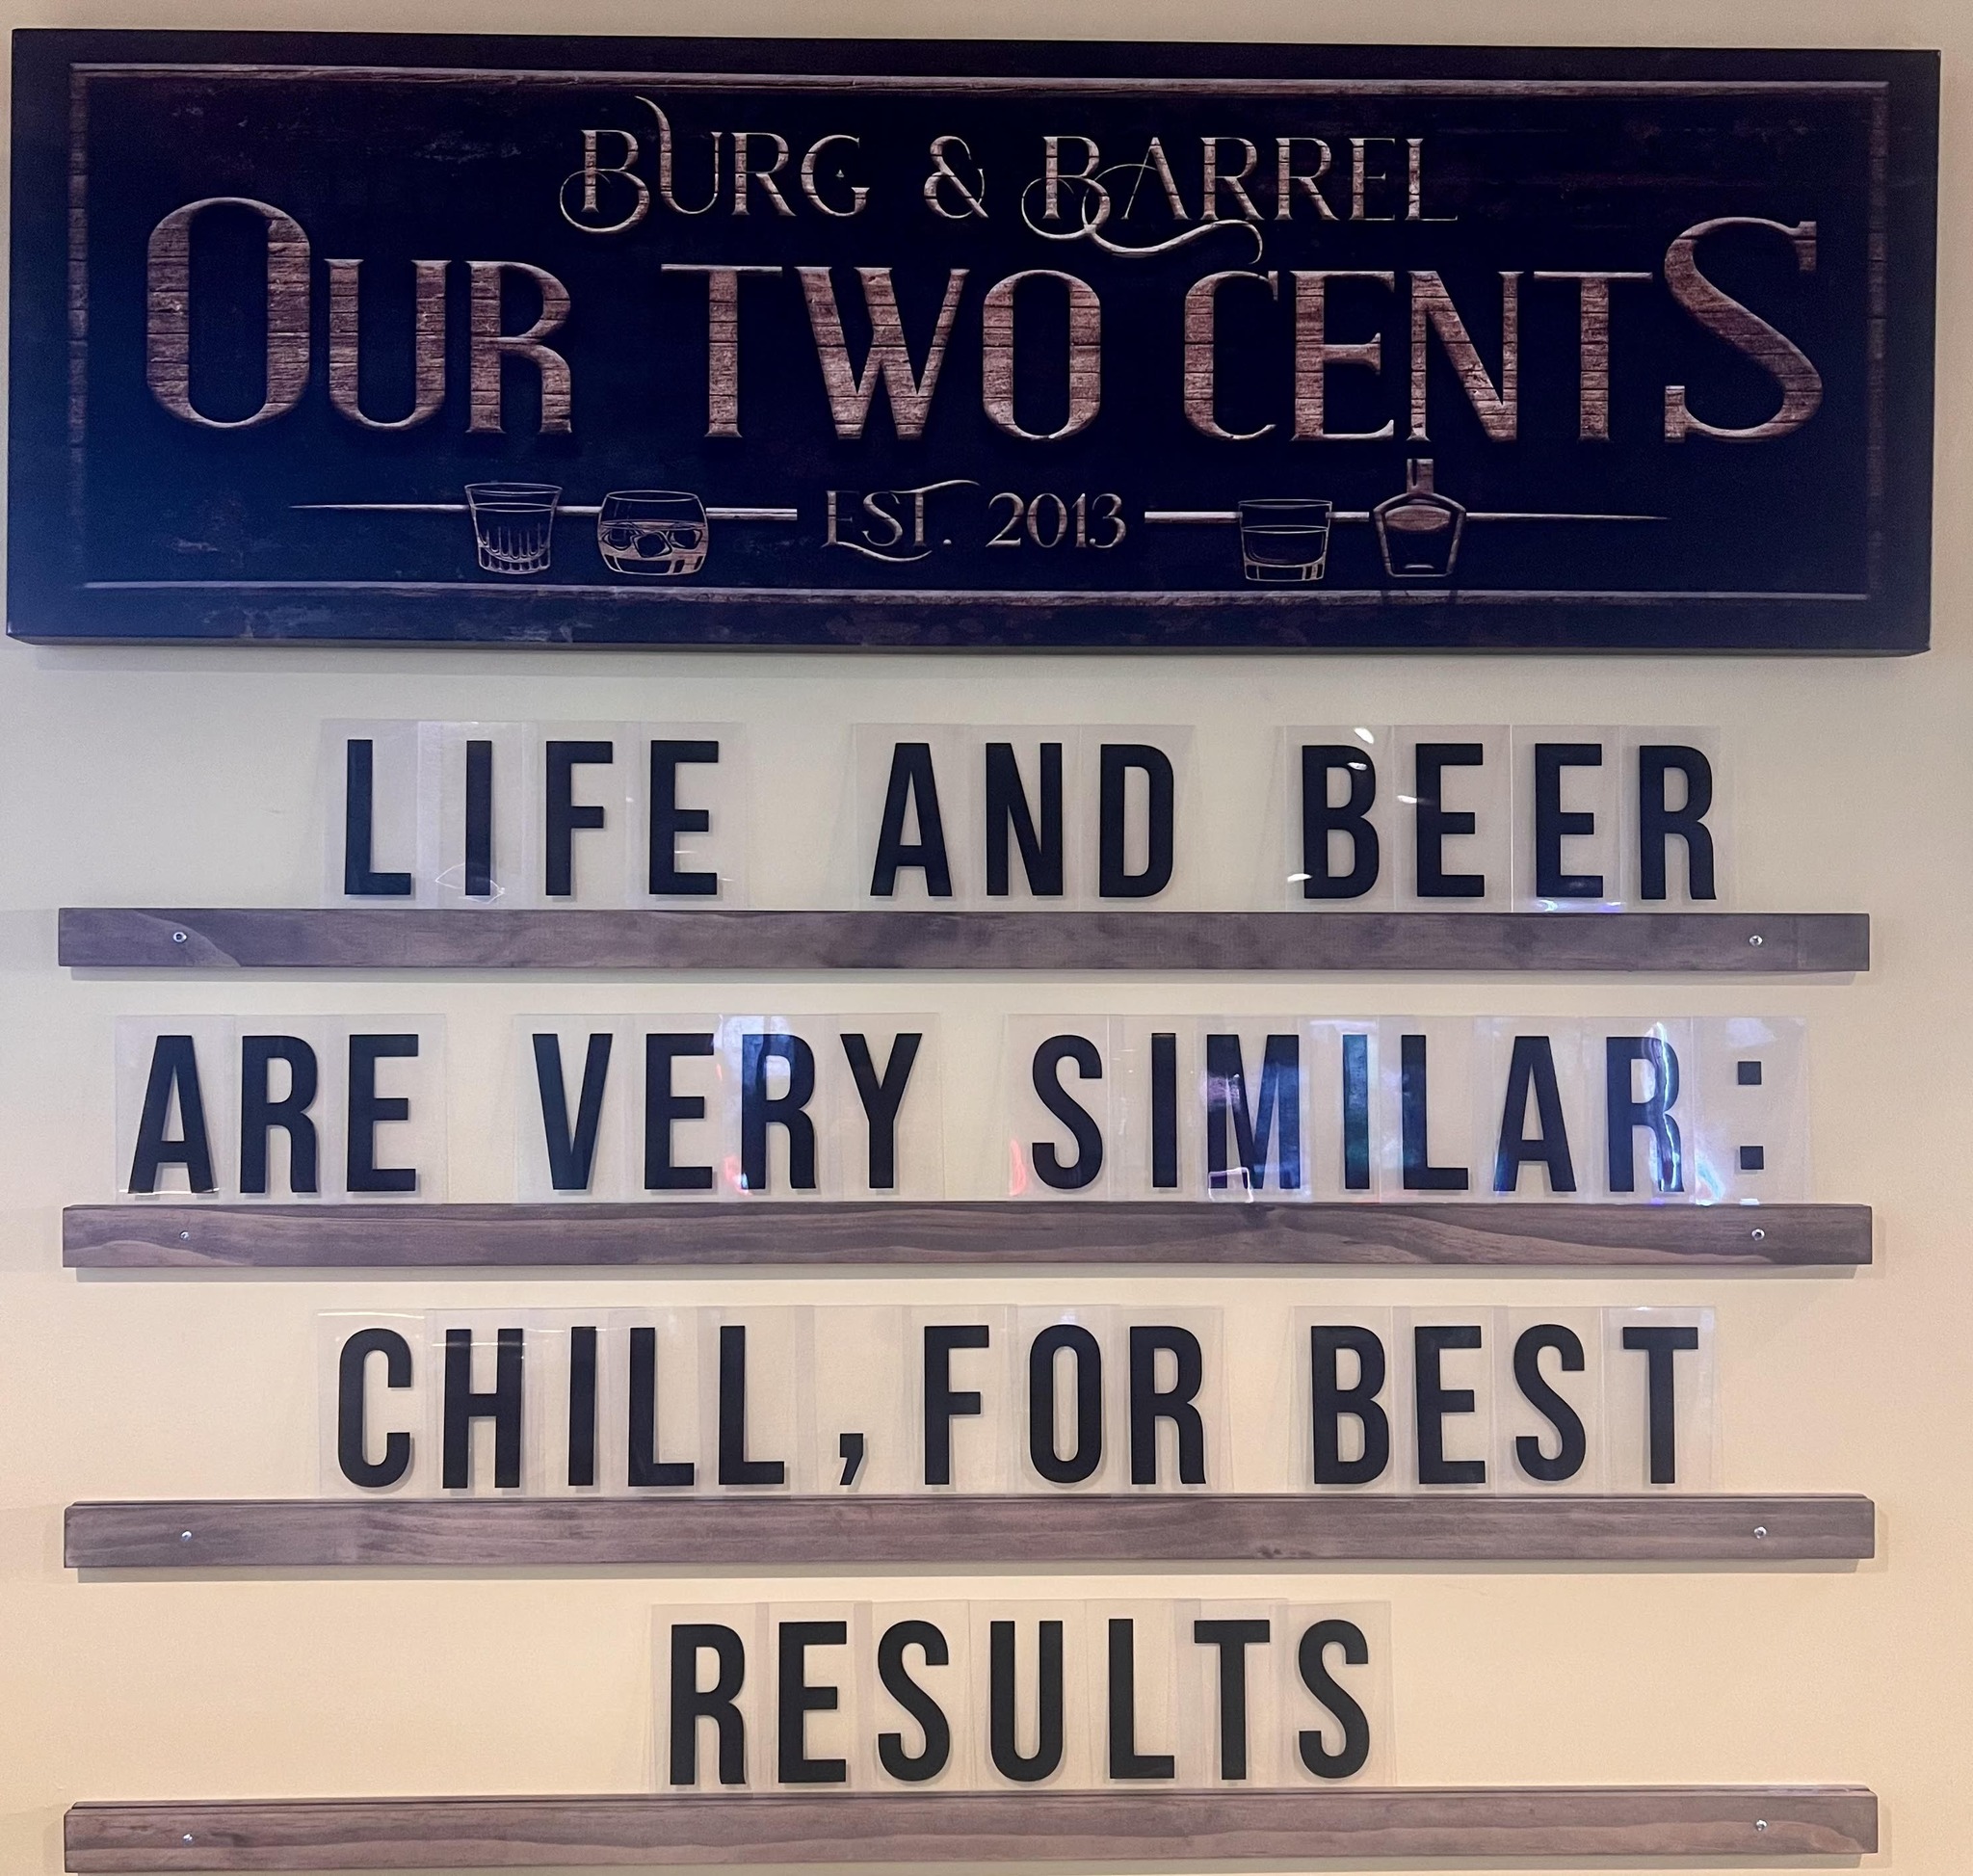 BURG & BARREL
OUR TWO CENTS
EST. 2013
LIFE AND BEER
ARE VERY SIMILAR:
CHILL, FOR BEST
RESULTS